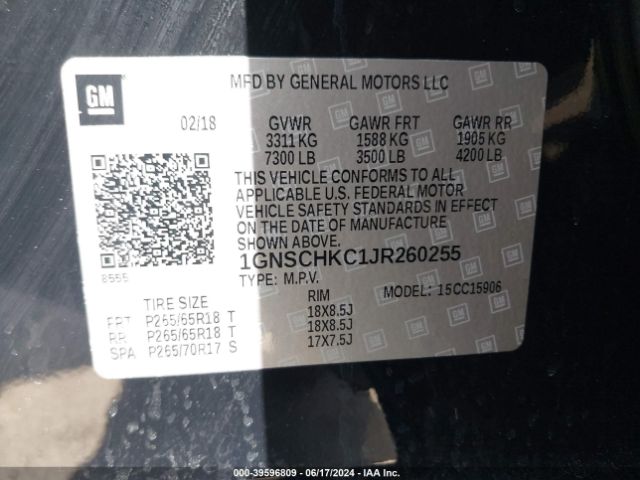 GM
MFD BY GENERAL MOTORS LLC
02/18 GVWR GAWR FRT GAWR RR
3311 KG 1588 KG 1905 KG
7300 LB 3500 LB 4200 LB
THIS VEHICLE CONFORMS TO ALL
APPLICABLE U.S. FEDERAL MOTOR
VEHICLE SAFETY STANDARDS IN EFFECT
ON THE DATE OF MANUFACTURE
SHOWN ABOVE.
1GNSCHKC1JR260255
8555
TYPE: M.P.V. MODEL: 15CC15906
TIRE SIZE RIM
FRT P265/65R18 T 18X8.5J
RR P265/65R18 T 18X8.5J
SPA P265/70R17 S 17X7.5J
000-39596809 - 06/17/2024 - IAA Inc.